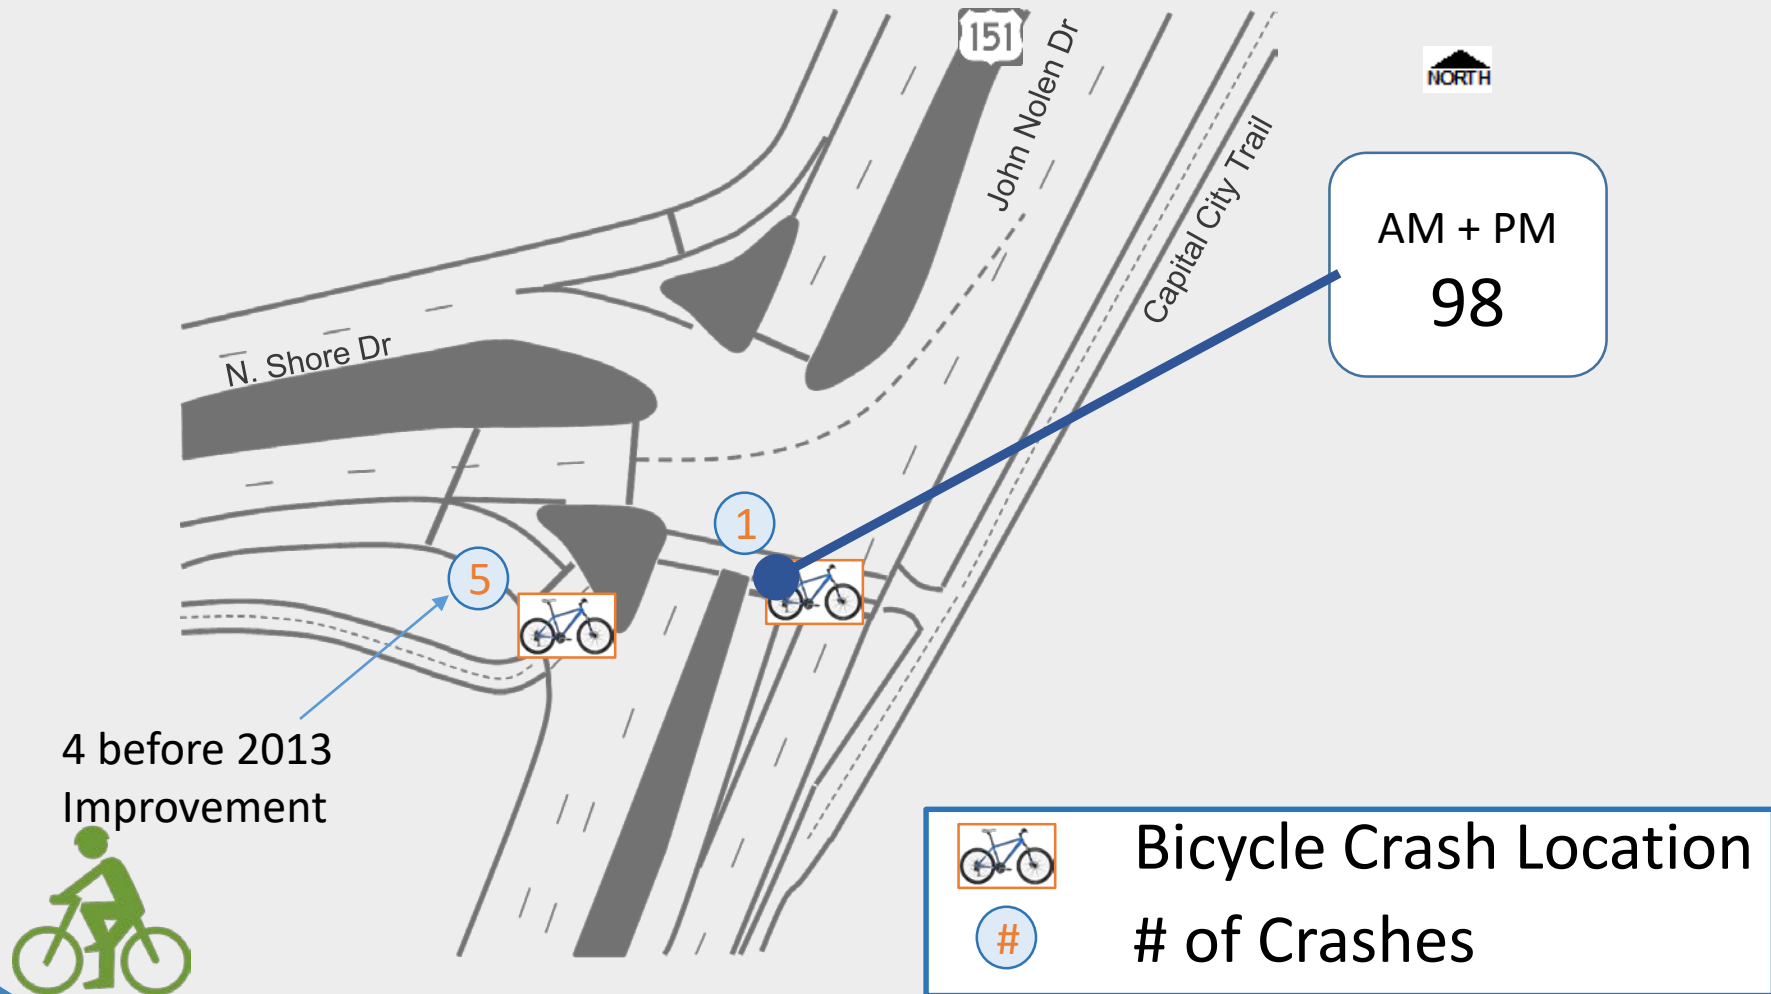 151
John Nolen Dr
NORTH
Capital City Trail
AM + PM
98
N. Shore Dr
1
5
4 before 2013
Improvement
Bicycle Crash Location
#
# of Crashes